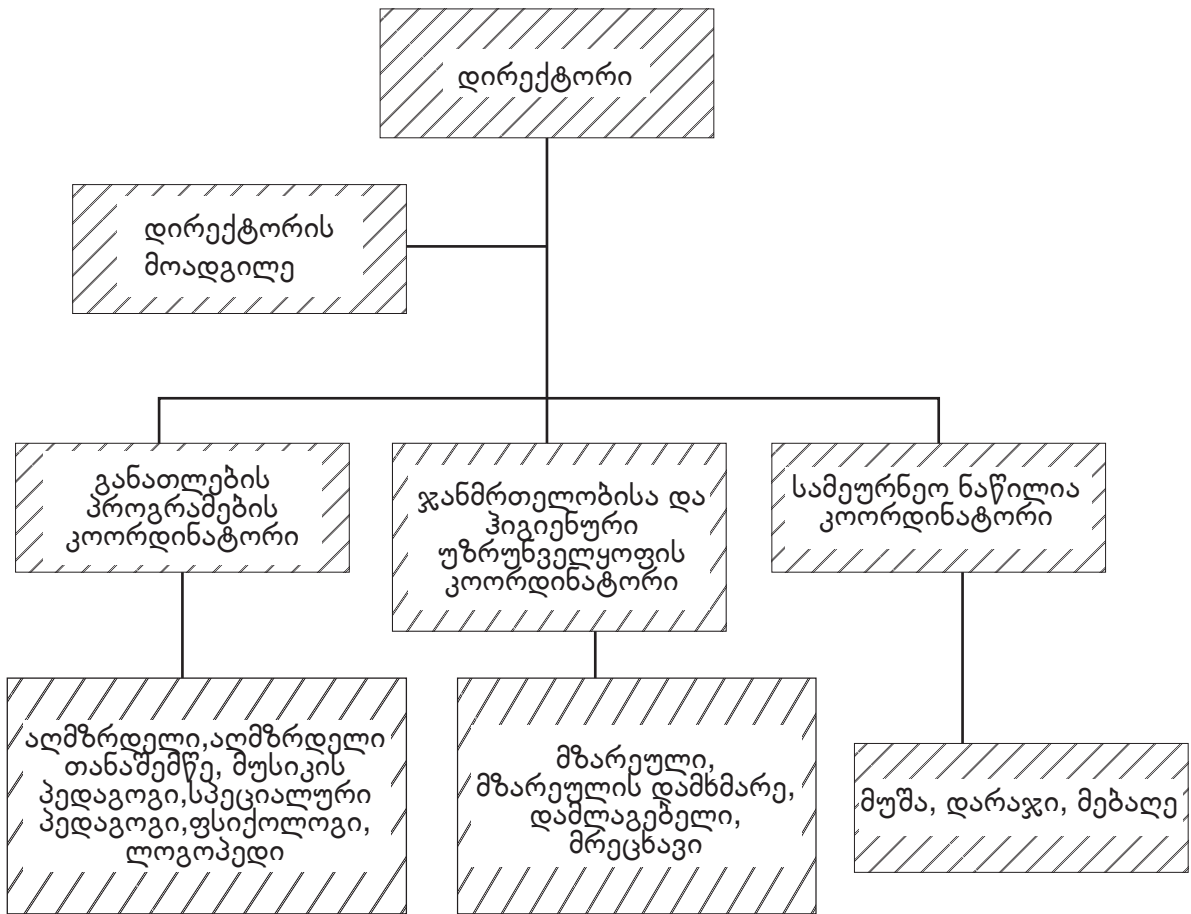 დირექტორი
დირექტორის
მოადგილე
განათლების
პროგრამების
კოორდინატორი
ჯანმრთელობისა და
ჰიგიენური
უზრუნველყოფის
კოორდინატორი
სამეურნეო ნაწილია
კოორდინატორი
აღმზრდელი,აღმზრდელი
თანაშემწე, მუსიკის
პედაგოგი,სპეციალური
პედაგოგი,ფსიქოლოგი,
ლოგოპედი
მზარეული,
მზარეულის დამხმარე,
დამლაგებელი,
მრეცხავი
მუშა, დარაჯი, მებაღე